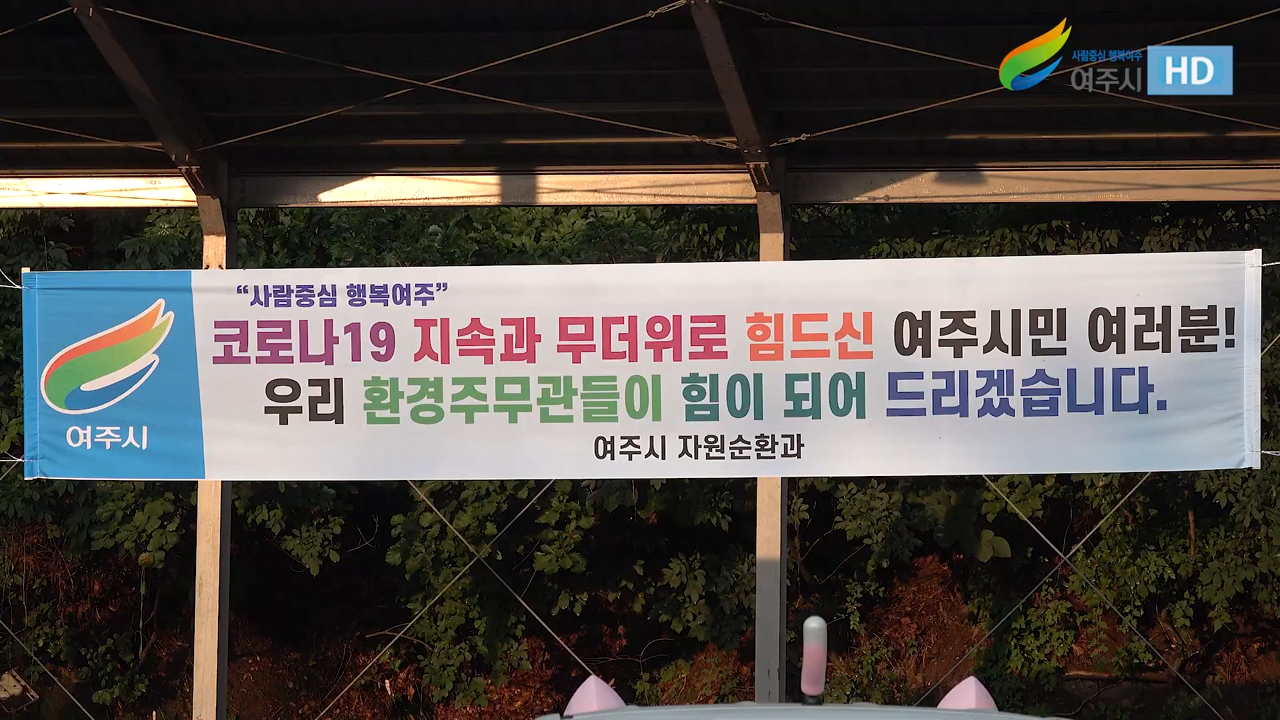 사람중심 행복여주
여주시 HD
“사람중심 행복여주”
코로나19 지속과 무더위로 힘드신 여주시민 여러분!
우리 환경주무관들이 힘이 되어 드리겠습니다.
여주시 자원순환과
여주시